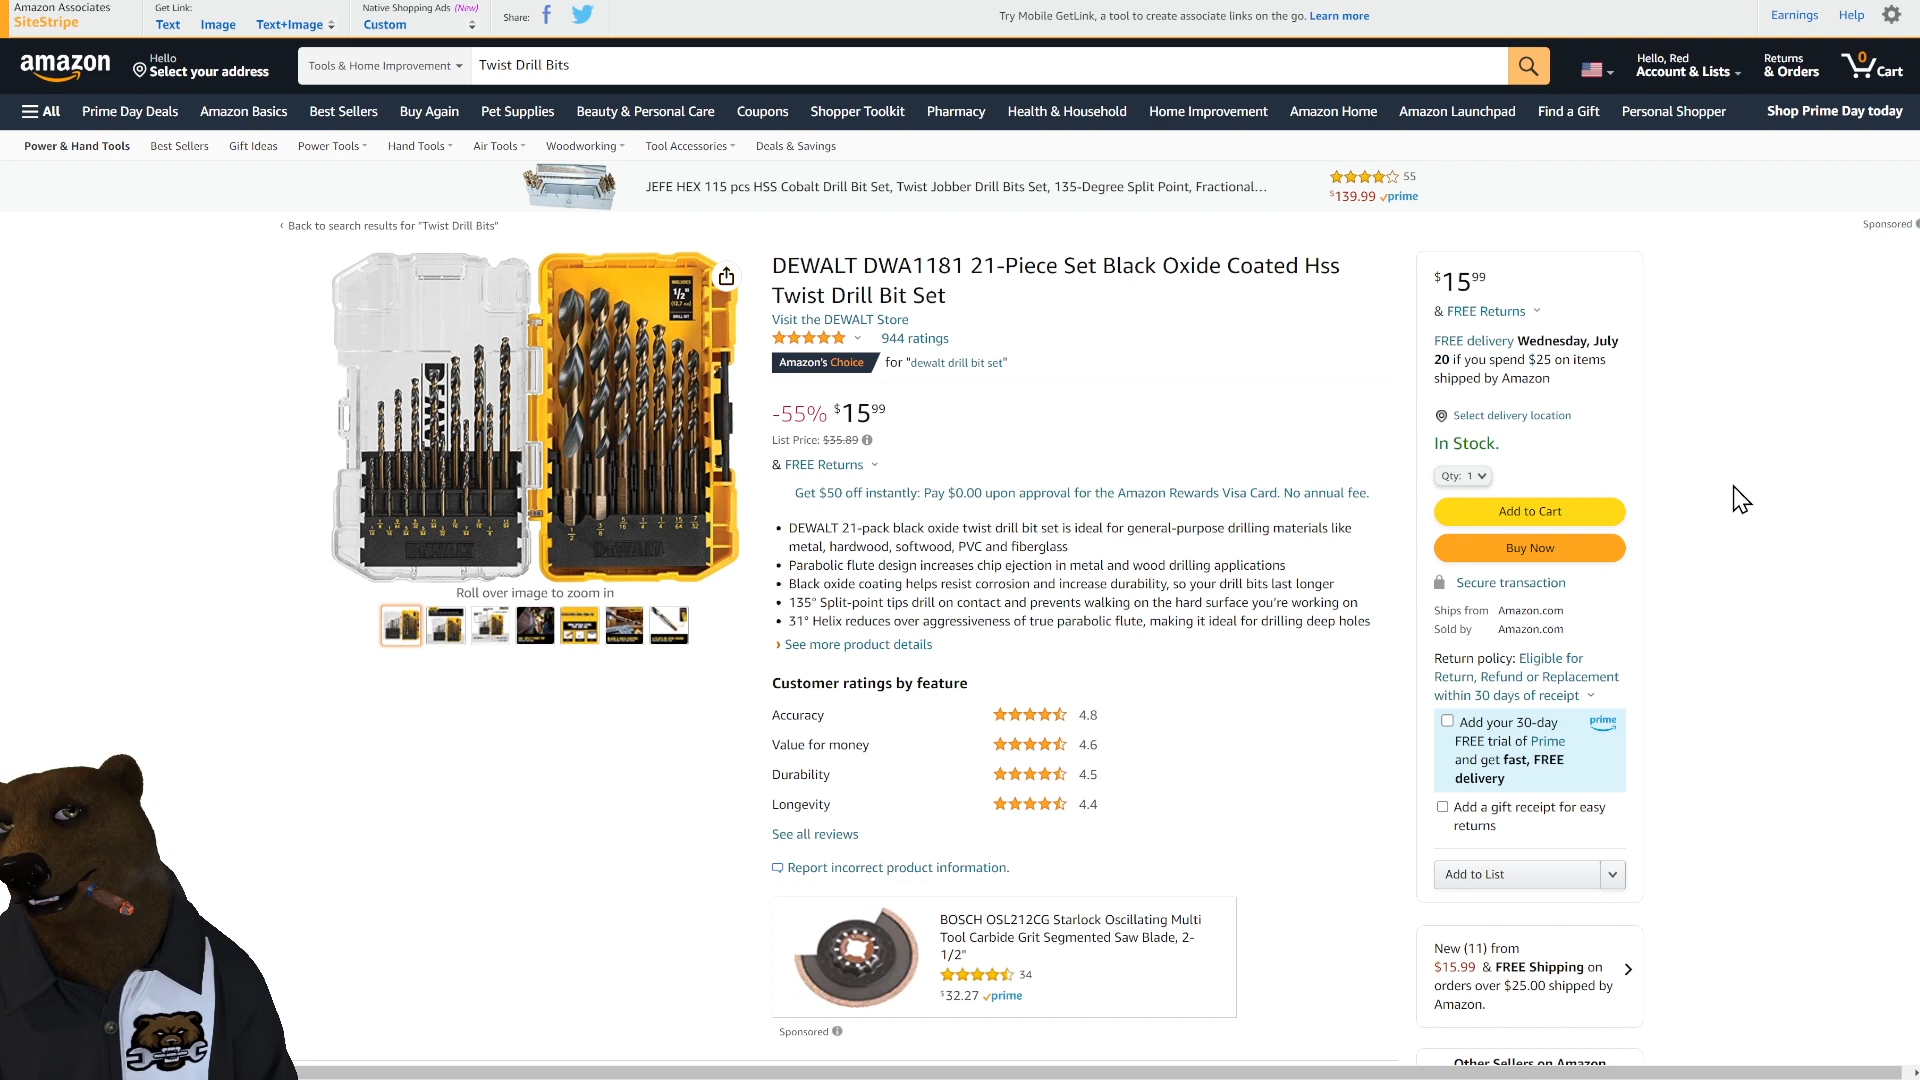 Amazon Associates
SiteStripe
Get Link:
Text Image Text+Image
Native Shopping Ads (New)
Custom
Share:
Try Mobile GetLink, a tool to create associate links on the go. Learn more
Earnings Help
amazon
Hello
Select your address
Tools & Home Improvement
Twist Drill Bits
Hello, Red
Account & Lists
Returns
& Orders
0
Cart
All Prime Day Deals Amazon Basics Best Sellers Buy Again Pet Supplies Beauty & Personal Care Coupons Shopper Toolkit Pharmacy Health & Household Home Improvement Amazon Home Amazon Launchpad Find a Gift Personal Shopper Shop Prime Day today
Power & Hand Tools Best Sellers Gift Ideas Power Tools Hand Tools Air Tools Woodworking Tool Accessories Deals & Savings
JEFE HEX 115 pcs HSS Cobalt Drill Bit Set, Twist Jobber Drill Bits Set, 135-Degree Split Point, Fractional...
55
$139.99 prime
‹ Back to search results for "Twist Drill Bits"
Sponsored
INCLUDES
1/2"
DRILL BIT
DEWALT
DEWALT
Roll over image to zoom in
DEWALT DWA1181 21-Piece Set Black Oxide Coated Hss
Twist Drill Bit Set
Visit the DEWALT Store
944 ratings
Amazon's Choice for "dewalt drill bit set"
-55% $15 99
List Price: $35.89
& FREE Returns
Get $50 off instantly: Pay $0.00 upon approval for the Amazon Rewards Visa Card. No annual fee.
• DEWALT 21-pack black oxide twist drill bit set is ideal for general-purpose drilling materials like
metal, hardwood, softwood, PVC and fiberglass
• Parabolic flute design increases chip ejection in metal and wood drilling applications
• Black oxide coating helps resist corrosion and increase durability, so your drill bits last longer
• 135° Split-point tips drill on contact and prevents walking on the hard surface you're working on
• 31° Helix reduces over aggressiveness of true parabolic flute, making it ideal for drilling deep holes
› See more product details
Customer ratings by feature
Accuracy 4.8
Value for money 4.6
Durability 4.5
Longevity 4.4
See all reviews
Report incorrect product information.
BOSCH OSL212CG Starlock Oscillating Multi
Tool Carbide Grit Segmented Saw Blade, 2-
1/2"
34
$32.27 prime
Sponsored
$15 99
& FREE Returns
FREE delivery Wednesday, July
20 if you spend $25 on items
shipped by Amazon
Select delivery location
In Stock.
Qty: 1
Add to Cart
Buy Now
Secure transaction
Ships from Amazon.com
Sold by Amazon.com
Return policy: Eligible for
Return, Refund or Replacement
within 30 days of receipt
Add your 30-day
FREE trial of Prime
and get fast, FREE
delivery
prime
Add a gift receipt for easy
returns
Add to List
New (11) from
$15.99 & FREE Shipping on
orders over $25.00 shipped by
Amazon.
Other Sellers on Amazon